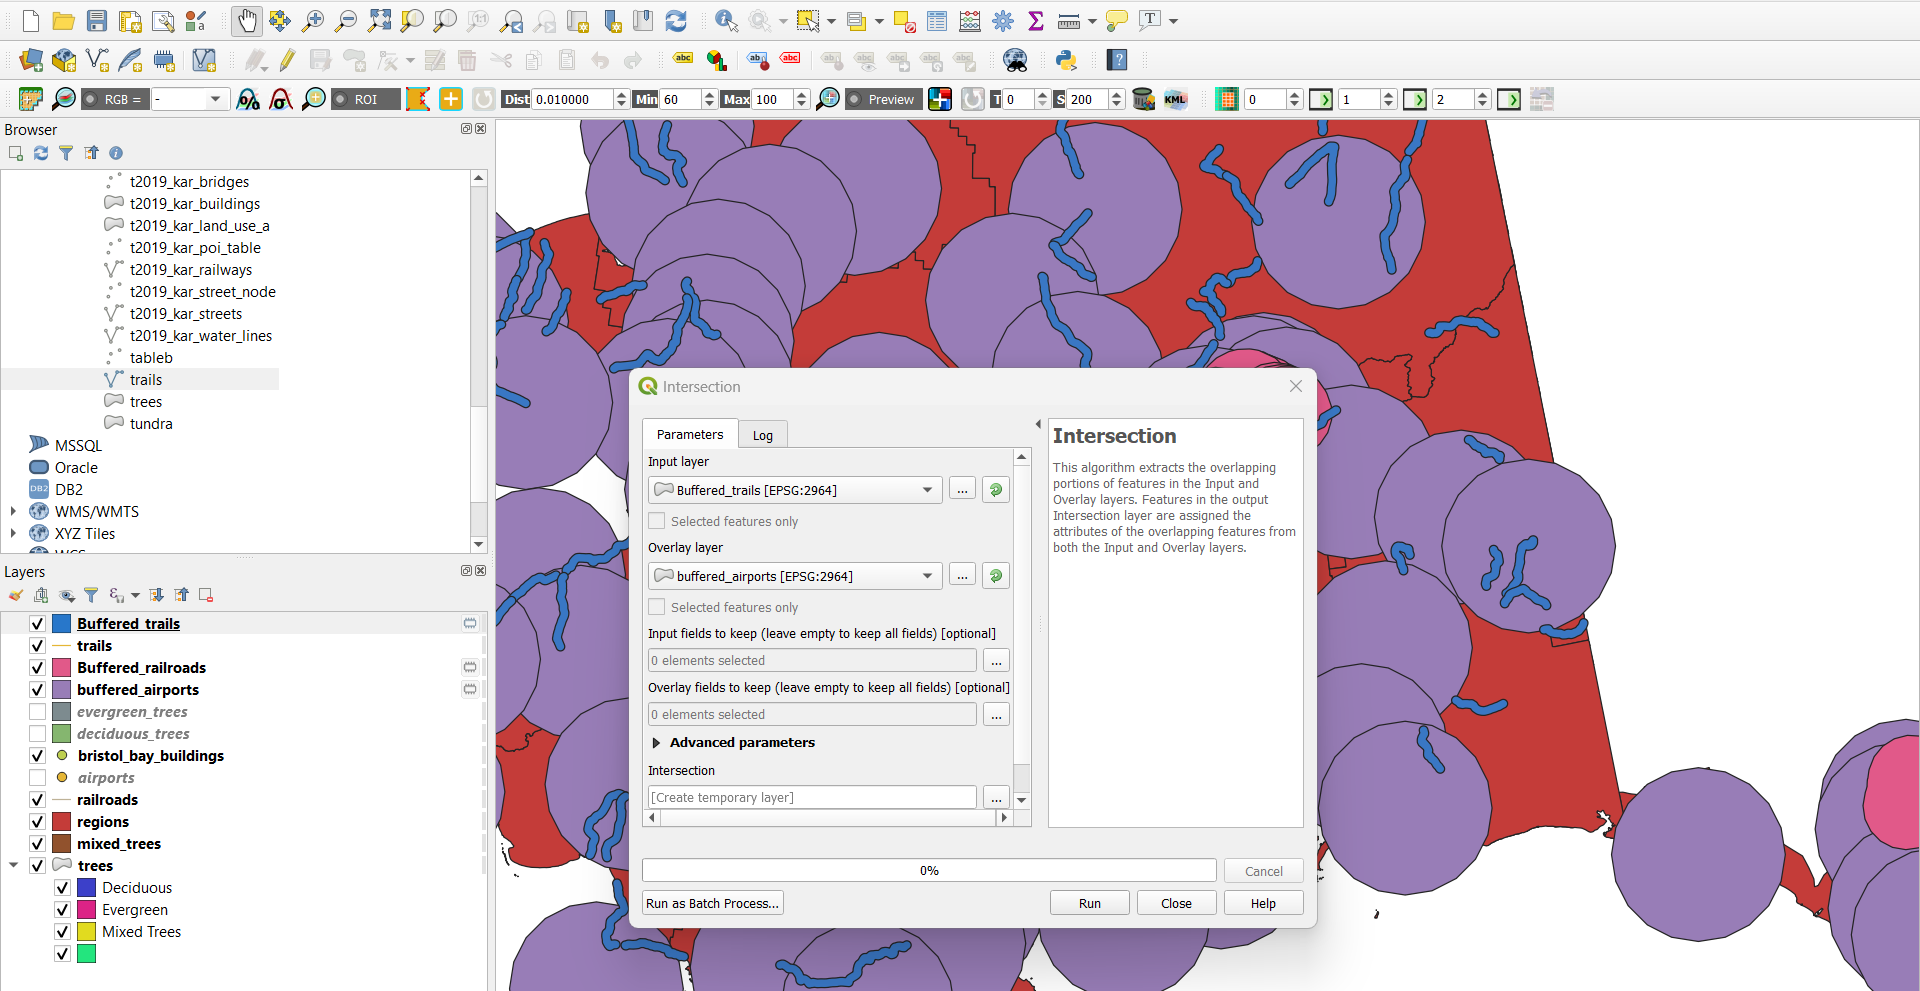 RGB =
-
ROI
Dist 0.010000
Min 60
Max 100
Preview
T 0
S 200
KML
0
1
2
Browser
t2019_kar_bridges
t2019_kar_buildings
t2019_kar_land_use_a
t2019_kar_poi_table
t2019_kar_railways
t2019_kar_street_node
t2019_kar_streets
t2019_kar_water_lines
tableb
trails
trees
tundra
MSSQL
Oracle
DB2
WMS/WMTS
XYZ Tiles
WCS
Layers
Buffered_trails
trails
Buffered_railroads
buffered_airports
evergreen_trees
deciduous_trees
bristol_bay_buildings
airports
railroads
regions
mixed_trees
trees
Deciduous
Evergreen
Mixed Trees
Intersection
Parameters
Log
Input layer
Buffered_trails [EPSG:2964]
...
Selected features only
Overlay layer
buffered_airports [EPSG:2964]
...
Selected features only
Input fields to keep (leave empty to keep all fields) [optional]
0 elements selected
...
Overlay fields to keep (leave empty to keep all fields) [optional]
0 elements selected
...
Advanced parameters
Intersection
[Create temporary layer]
...
Intersection
This algorithm extracts the overlapping
portions of features in the Input and
Overlay layers. Features in the output
Intersection layer are assigned the
attributes of the overlapping features from
both the Input and Overlay layers.
0%
Cancel
Run as Batch Process...
Run
Close
Help